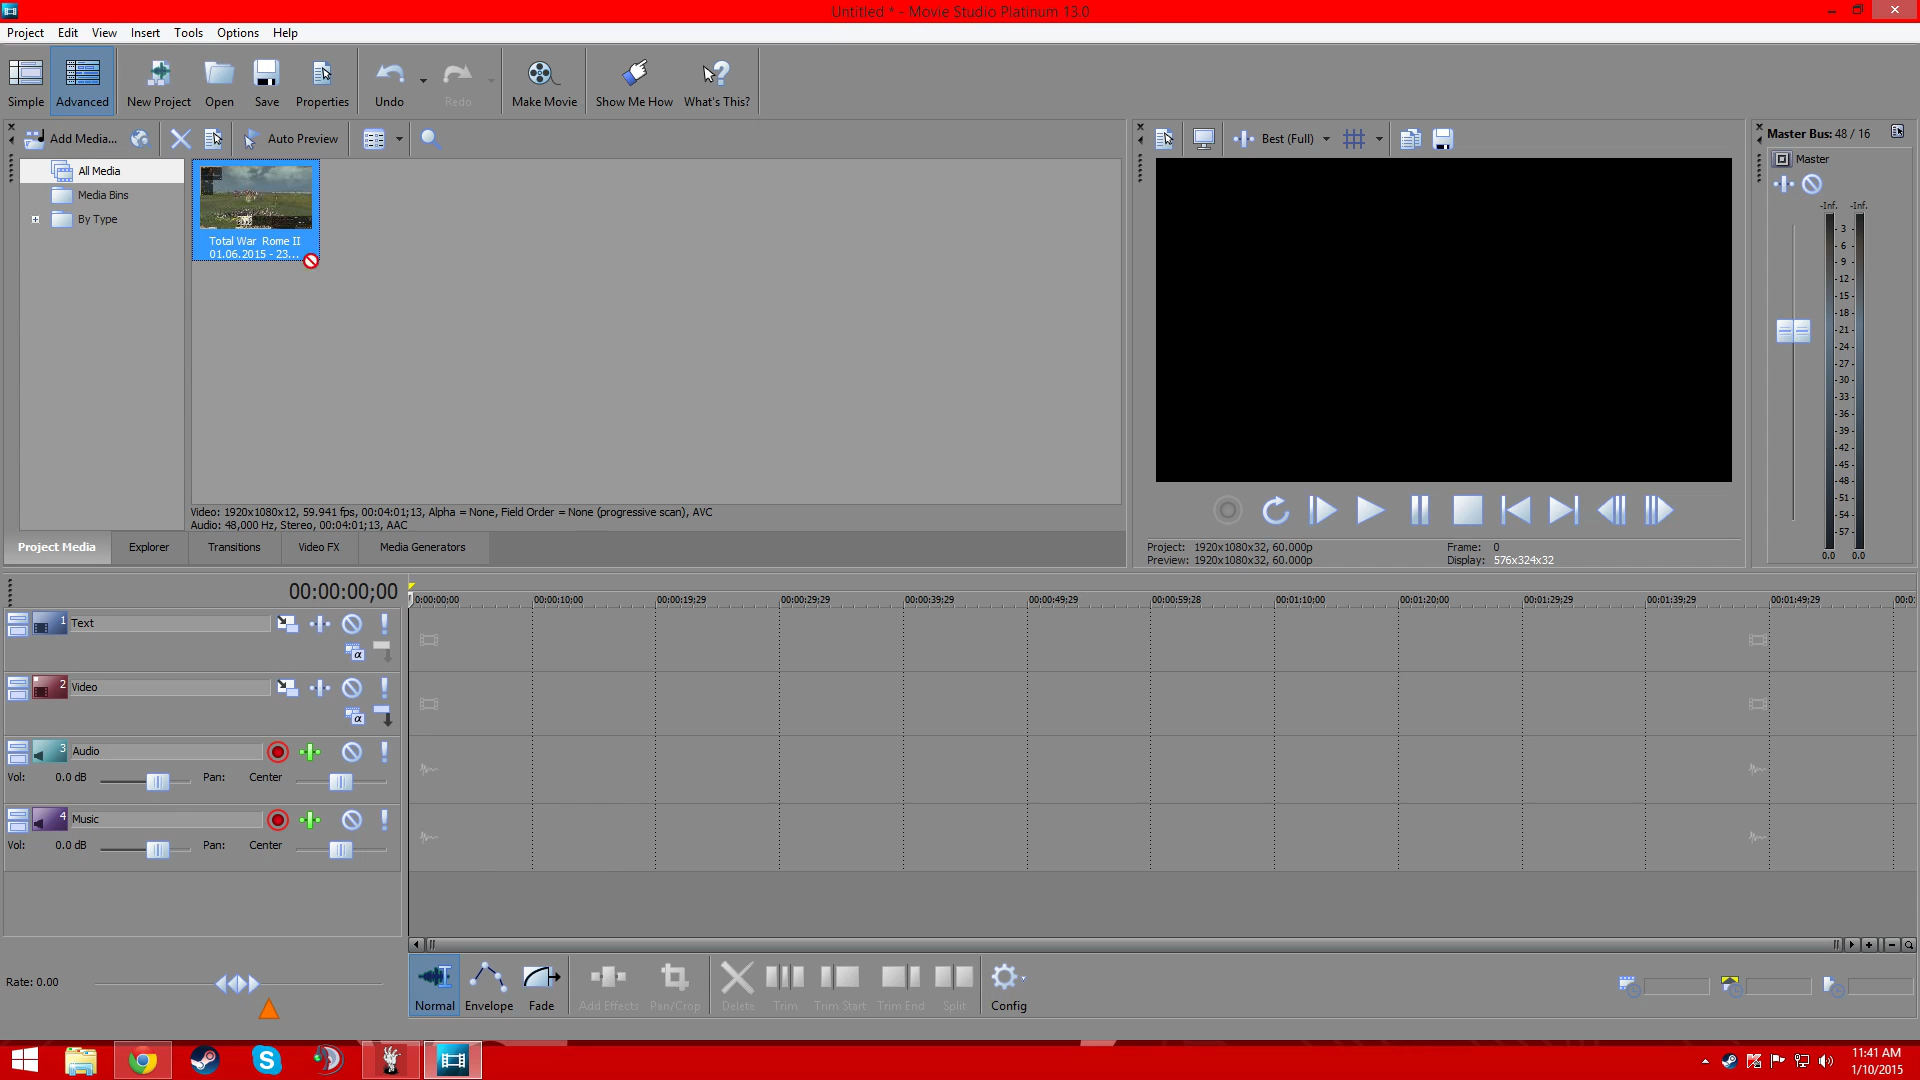 Untitled * - Movie Studio Platinum 13.0
Project Edit View Insert Tools Options Help
Simple Advanced New Project Open Save Properties Undo Redo Make Movie Show Me How What's This?
Add Media... Auto Preview
All Media
Media Bins
By Type
Total War Rome II
01.06.2015 - 23...
Video: 1920x1080x12, 59.941 fps, 00:04:01;13, Alpha = None, Field Order = None (progressive scan), AVC
Audio: 48,000 Hz, Stereo, 00:04:01;13, AAC
Project Media Explorer Transitions Video FX Media Generators
Best (Full)
Project: 1920x1080x32, 60.000p Frame: 0
Preview: 1920x1080x32, 60.000p Display: 576x324x32
Master Bus: 48 / 16
Master
-Inf. -Inf.
- 3 -
- 6 -
- 9 -
- 12 -
- 15 -
- 18 -
- 21 -
- 24 -
- 27 -
- 30 -
- 33 -
- 36 -
- 39 -
- 42 -
- 45 -
- 48 -
- 51 -
- 54 -
- 57 -
0.0 0.0
00:00:00;00
0:00:00;00 00:00:10;00 00:00:19;29 00:00:29;29 00:00:39;29 00:00:49;29 00:00:59;28 00:01:10;00 00:01:20;00 00:01:29;29 00:01:39;29 00:01:49;29 00:0
1 Text
2 Video
3 Audio
Vol: 0.0 dB Pan: Center
4 Music
Vol: 0.0 dB Pan: Center
Rate: 0.00
Normal Envelope Fade Add Effects Pan/Crop Delete Trim Trim Start Trim End Split Config
11:41 AM
1/10/2015